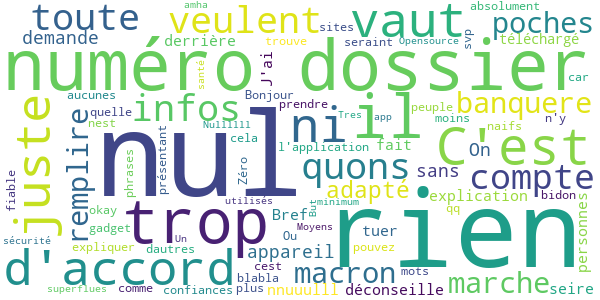 amha
absolument
toute
veulent
vaut
sites
poches
Opensource
svp
demande
derrière
téléchargé
numéro dossier
J'ai
trouve
seraint
car
santé
aucunes
Bonjour
banquere
quelle
infos
prendre
peuple
moins
n'y
juste
nul
ni
il
C'est
remplire
nest
Nullllll
Tres
app
naifs
cela
l'application
fait
On
fiable
phrases
présentant
Zéro
quons
sans
compte
rien
adapté
explication
bidon
personnes
trop
utilisés
But
minimum
qq
okay
gadget
Bref
tuer
Un
Moyens
pouvez
sécurité
expliquer
dautres
Ou
appareil
d'accord
cest
macron
mots
marche
blabla
superflues
comme
confiances
plus
nnuuulll
déconseille
seire